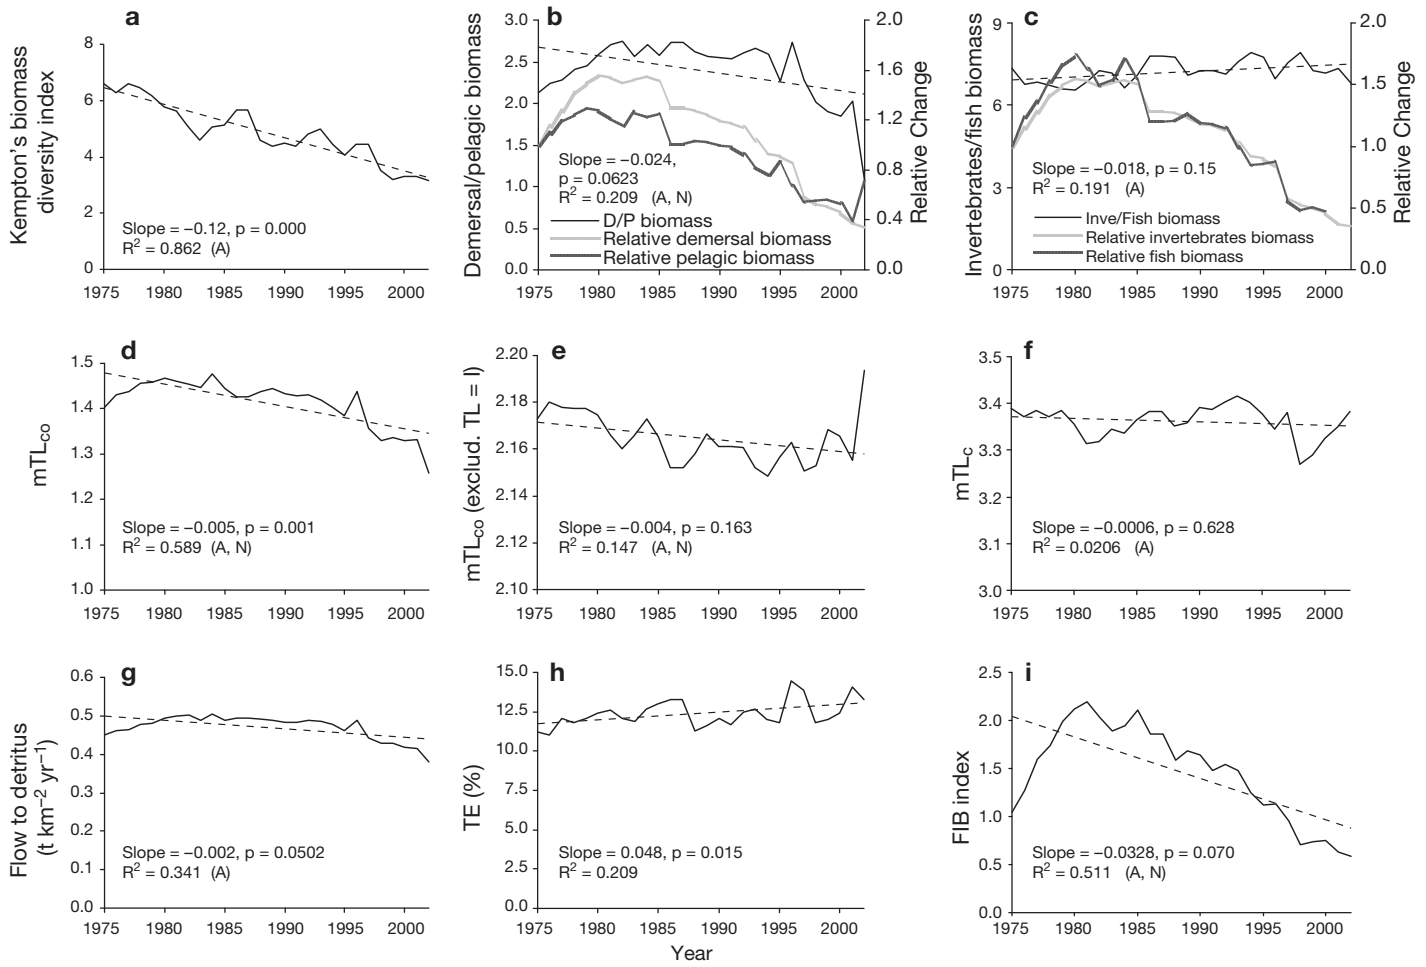 a
Kempton's biomass
diversity index
8
6
4
2
0
Slope = −0.12, p = 0.000
R2 = 0.862 (A)
1975 1980 1985 1990 1995 2000
b
Demersal/pelagic biomass
3.0
2.5
2.0
1.5
1.0
0.5
0.0
Slope = −0.024,
p = 0.0623
R2 = 0.209 (A, N)
D/P biomass
Relative demersal biomass
Relative pelagic biomass
2.0
1.6
1.2
0.8
0.4
0.0
Relative Change
1975 1980 1985 1990 1995 2000
c
Invertebrates/fish biomass
9
6
3
0
Slope = −0.018, p = 0.15
R2 = 0.191 (A)
Inve/Fish biomass
Relative invertebrates biomass
Relative fish biomass
2.0
1.5
1.0
0.5
0.0
Relative Change
1975 1980 1985 1990 1995 2000
d
mTLco
1.5
1.4
1.3
1.2
1.1
1.0
Slope = −0.005, p = 0.001
R2 = 0.589 (A, N)
1975 1980 1985 1990 1995 2000
e
mTLco (exclud. TL = I)
2.20
2.18
2.16
2.14
2.12
2.10
Slope = −0.004, p = 0.163
R2 = 0.147 (A, N)
1975 1980 1985 1990 1995 2000
f
mTLc
3.5
3.4
3.3
3.2
3.1
3.0
Slope = −0.0006, p = 0.628
R2 = 0.0206 (A)
1975 1980 1985 1990 1995 2000
g
Flow to detritus
(t km−2 yr−1)
0.6
0.5
0.4
0.3
0.2
0.1
0.0
Slope = −0.002, p = 0.0502
R2 = 0.341 (A)
1975 1980 1985 1990 1995 2000
h
TE (%)
15.0
12.5
10.0
7.5
5.0
2.5
0.0
Slope = 0.048, p = 0.015
R2 = 0.209
1975 1980 1985 1990 1995 2000
i
FIB index
2.5
2.0
1.5
1.0
0.5
0.0
Slope = −0.0328, p = 0.070
R2 = 0.511 (A, N)
1975 1980 1985 1990 1995 2000
Year